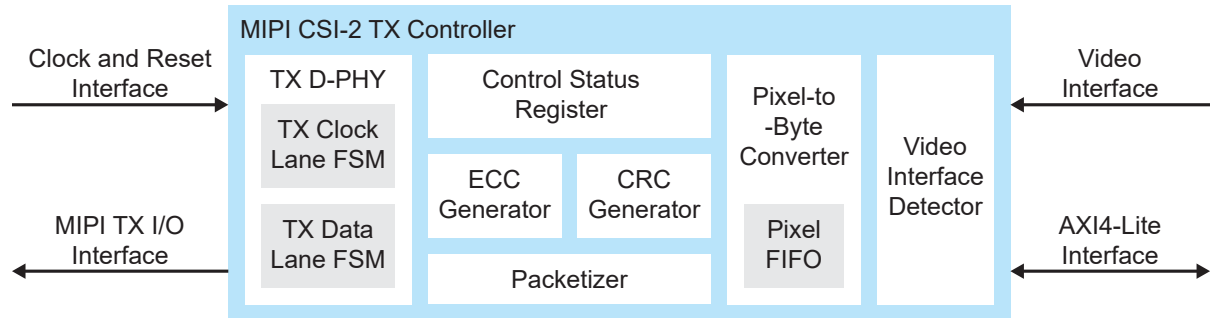 MIPI CSI-2 TX Controller
Clock and Reset
Interface
MIPI TX I/O
Interface
TX D-PHY
TX Clock
Lane FSM
TX Data
Lane FSM
Control Status
Register
ECC
Generator
CRC
Generator
Packetizer
Pixel-to
-Byte
Converter
Pixel
FIFO
Video
Interface
Detector
Video
Interface
AXI4-Lite
Interface